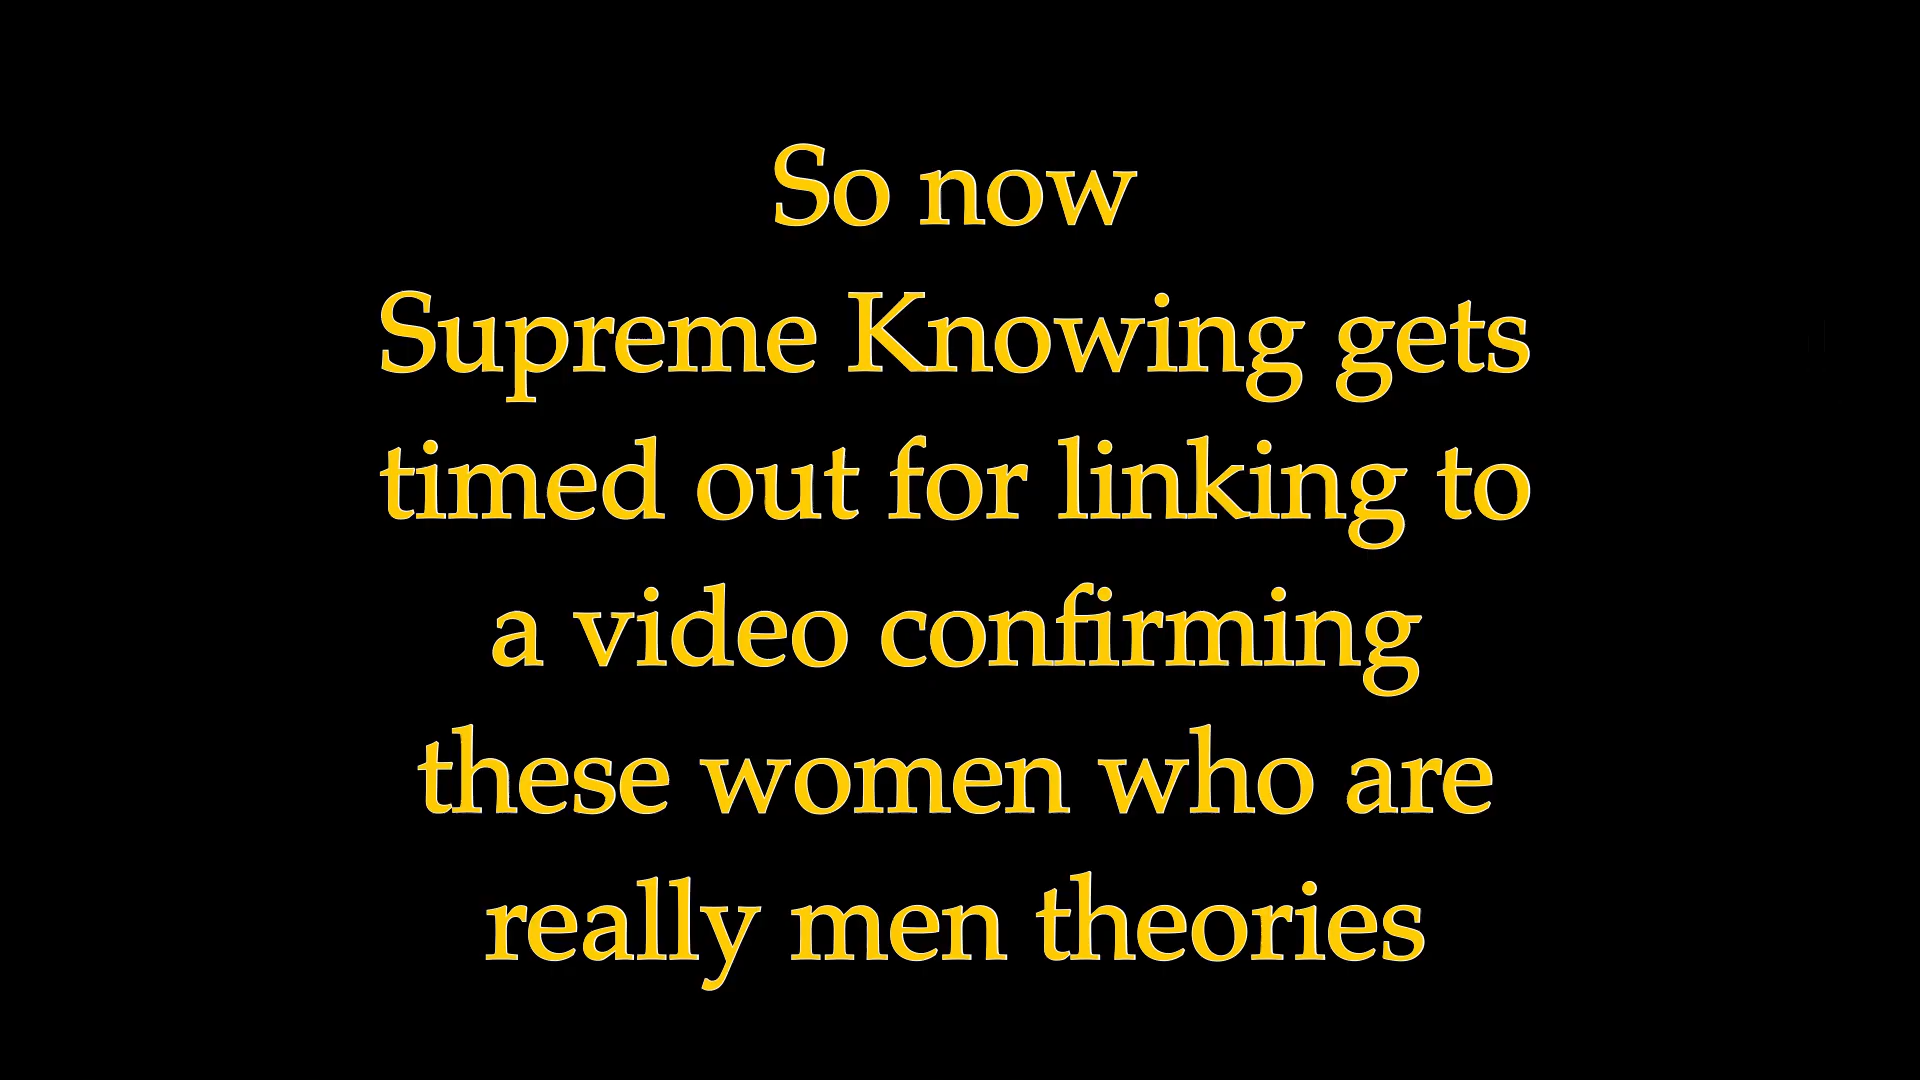 So now
Supreme Knowing gets
timed out for linking to
a video confirming
these women who are
really men theories